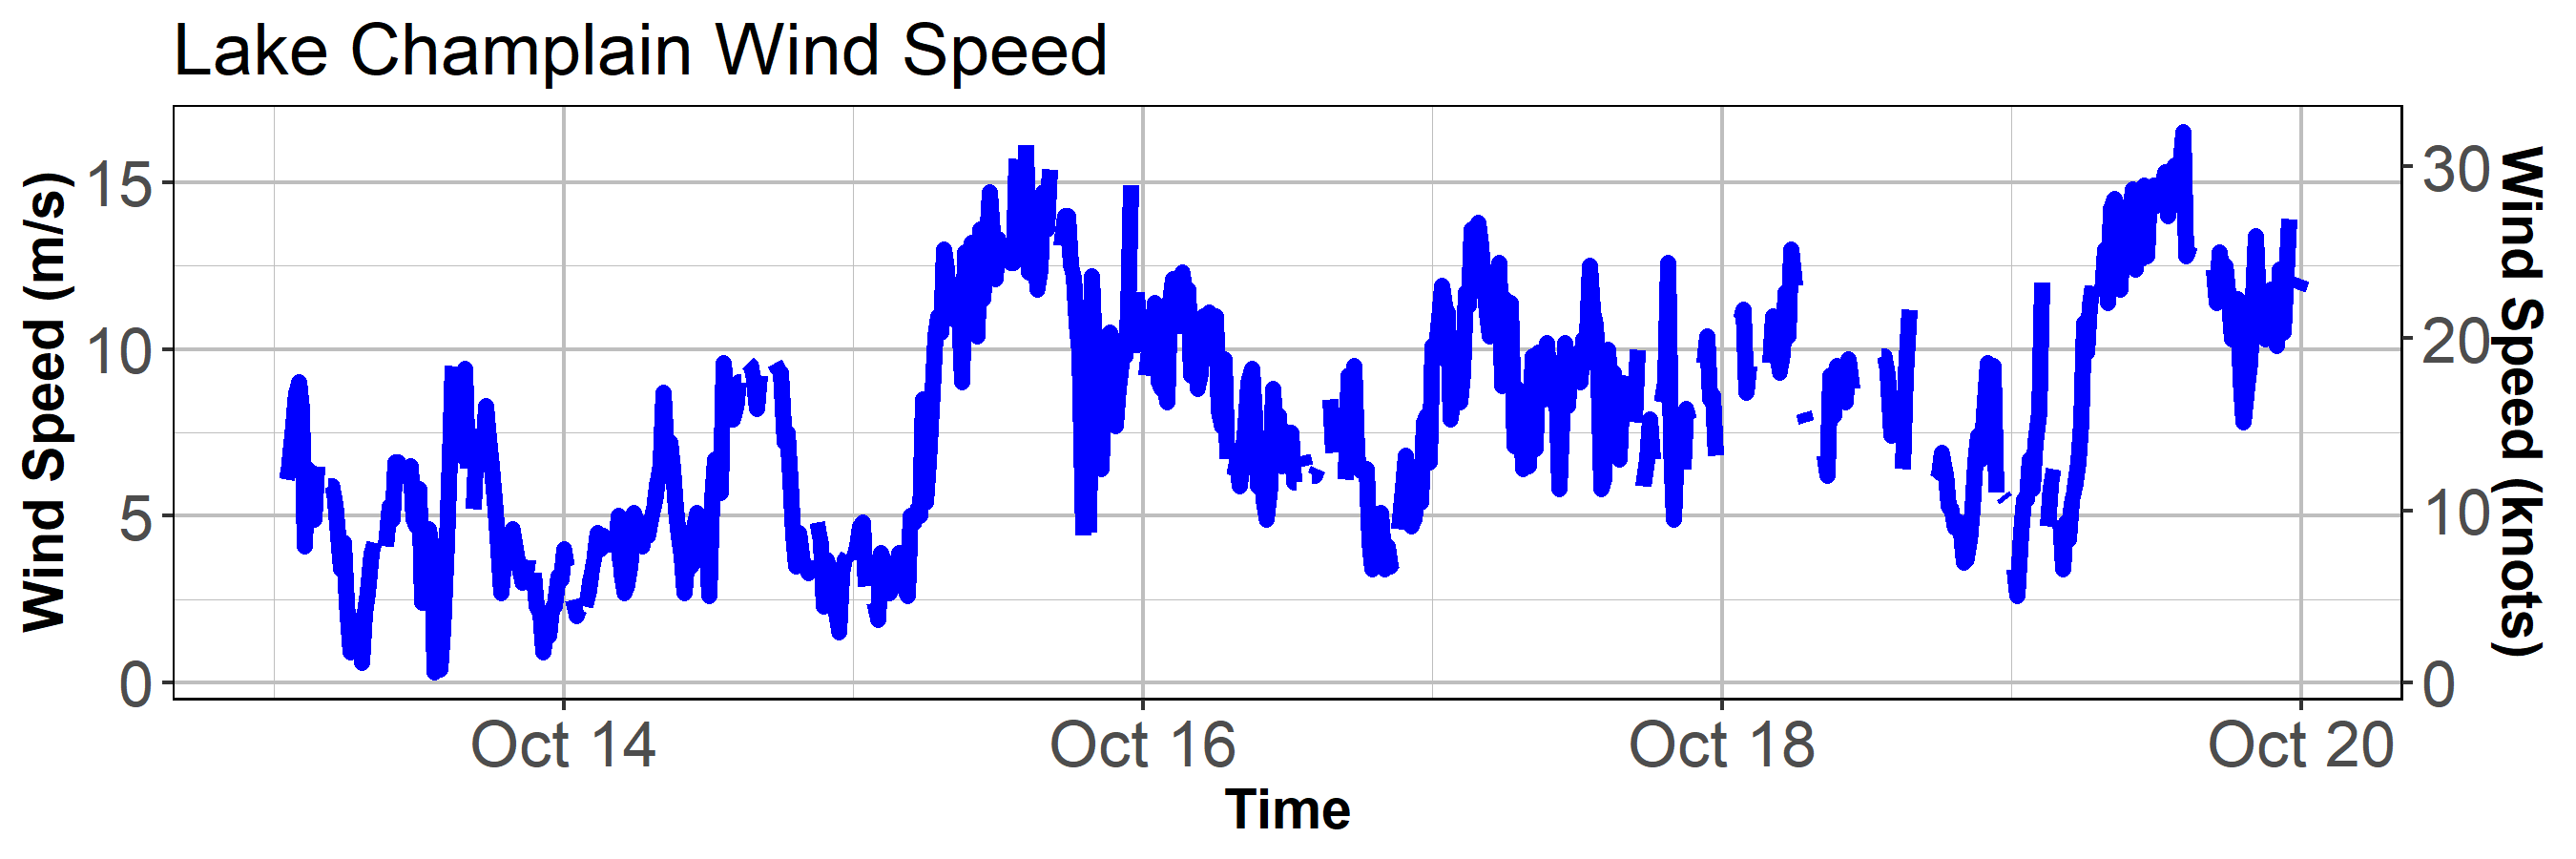 Lake Champlain Wind Speed
Wind Speed (m/s)
15
10
5
0
30
20
10
0
Wind Speed (knots)
Oct 14
Oct 16
Oct 18
Oct 20
Time